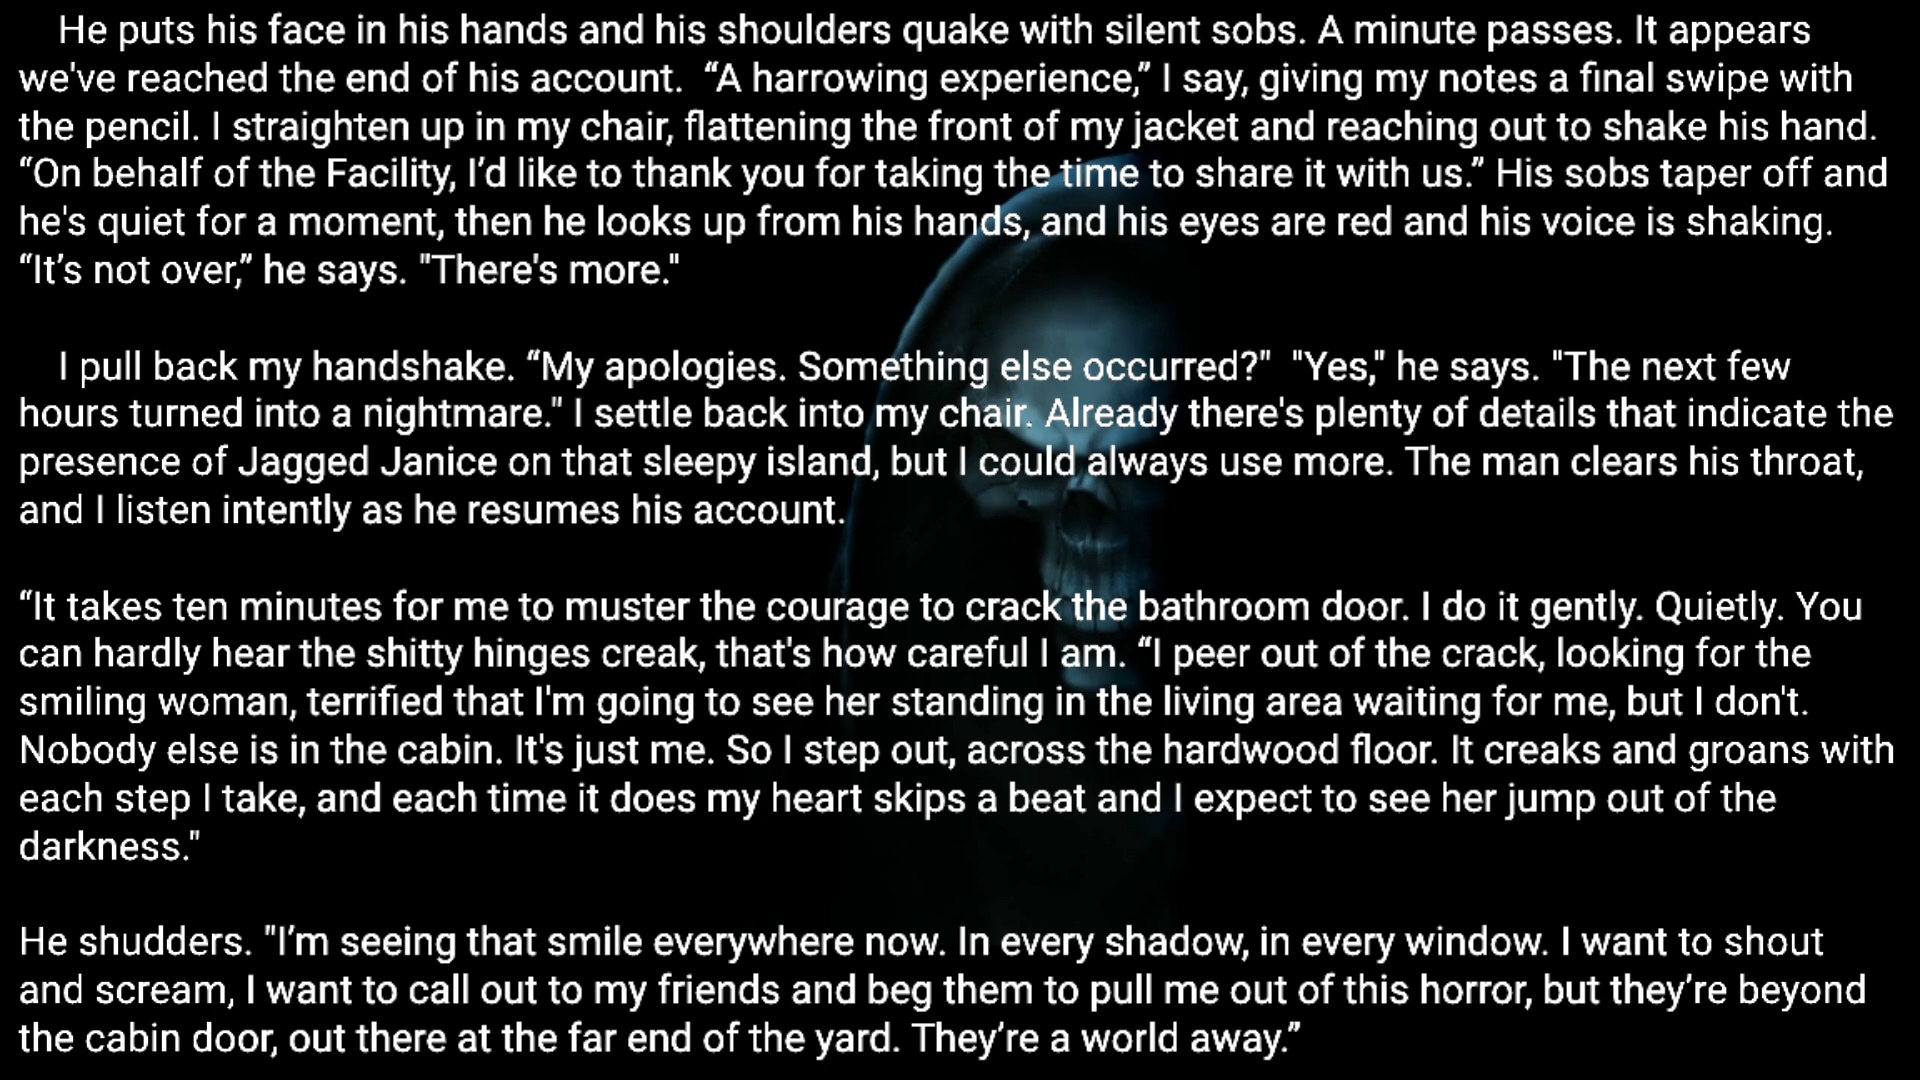 He puts his face in his hands and his shoulders quake with silent sobs. A minute passes. It appears
we've reached the end of his account.  “A harrowing experience,” I say, giving my notes a final swipe with
the pencil. I straighten up in my chair, flattening the front of my jacket and reaching out to shake his hand.
“On behalf of the Facility, I’d like to thank you for taking the time to share it with us.” His sobs taper off and
he's quiet for a moment, then he looks up from his hands, and his eyes are red and his voice is shaking.
“It’s not over,” he says. "There's more."
I pull back my handshake. “My apologies. Something else occurred?"  "Yes," he says. "The next few
hours turned into a nightmare." I settle back into my chair. Already there's plenty of details that indicate the
presence of Jagged Janice on that sleepy island, but I could always use more. The man clears his throat,
and I listen intently as he resumes his account.
“It takes ten minutes for me to muster the courage to crack the bathroom door. I do it gently. Quietly. You
can hardly hear the shitty hinges creak, that's how careful I am. “I peer out of the crack, looking for the
smiling woman, terrified that I'm going to see her standing in the living area waiting for me, but I don't.
Nobody else is in the cabin. It's just me. So I step out, across the hardwood floor. It creaks and groans with
each step I take, and each time it does my heart skips a beat and I expect to see her jump out of the
darkness."
He shudders. "I’m seeing that smile everywhere now. In every shadow, in every window. I want to shout
and scream, I want to call out to my friends and beg them to pull me out of this horror, but they’re beyond
the cabin door, out there at the far end of the yard. They’re a world away.”